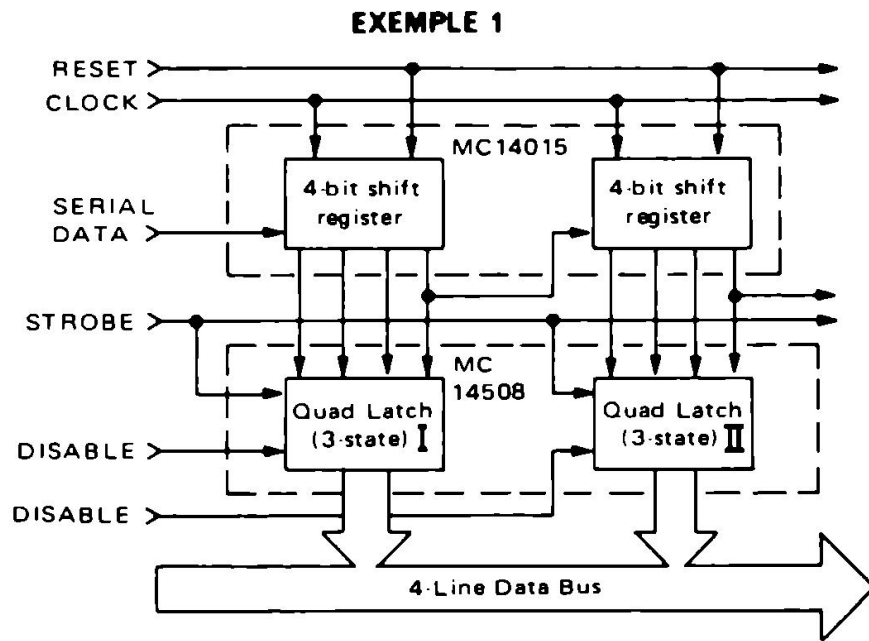 EXEMPLE 1
RESET
CLOCK
MC14015
4-bit shift
register
4-bit shift
register
SERIAL
DATA
STROBE
MC
14508
Quad Latch
(3-state) I
Quad Latch
(3-state) II
DISABLE
DISABLE
4-Line Data Bus